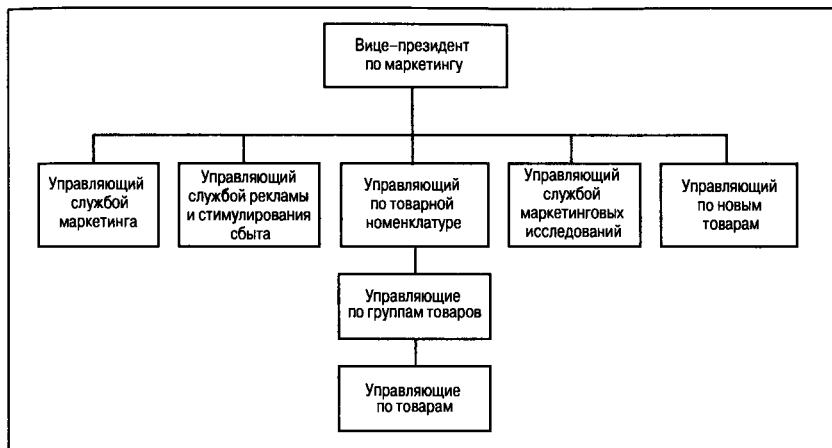 Вице-президент
по маркетингу
Управляющий
службой
маркетинга
Управляющий
службой рекламы
и стимулирования
сбыта
Управляющий
по товарной
номенклатуре
Управляющий
службой
маркетинговых
исследований
Управляющий
по новым
товарам
Управляющие
по группам товаров
Управляющие
по товарам